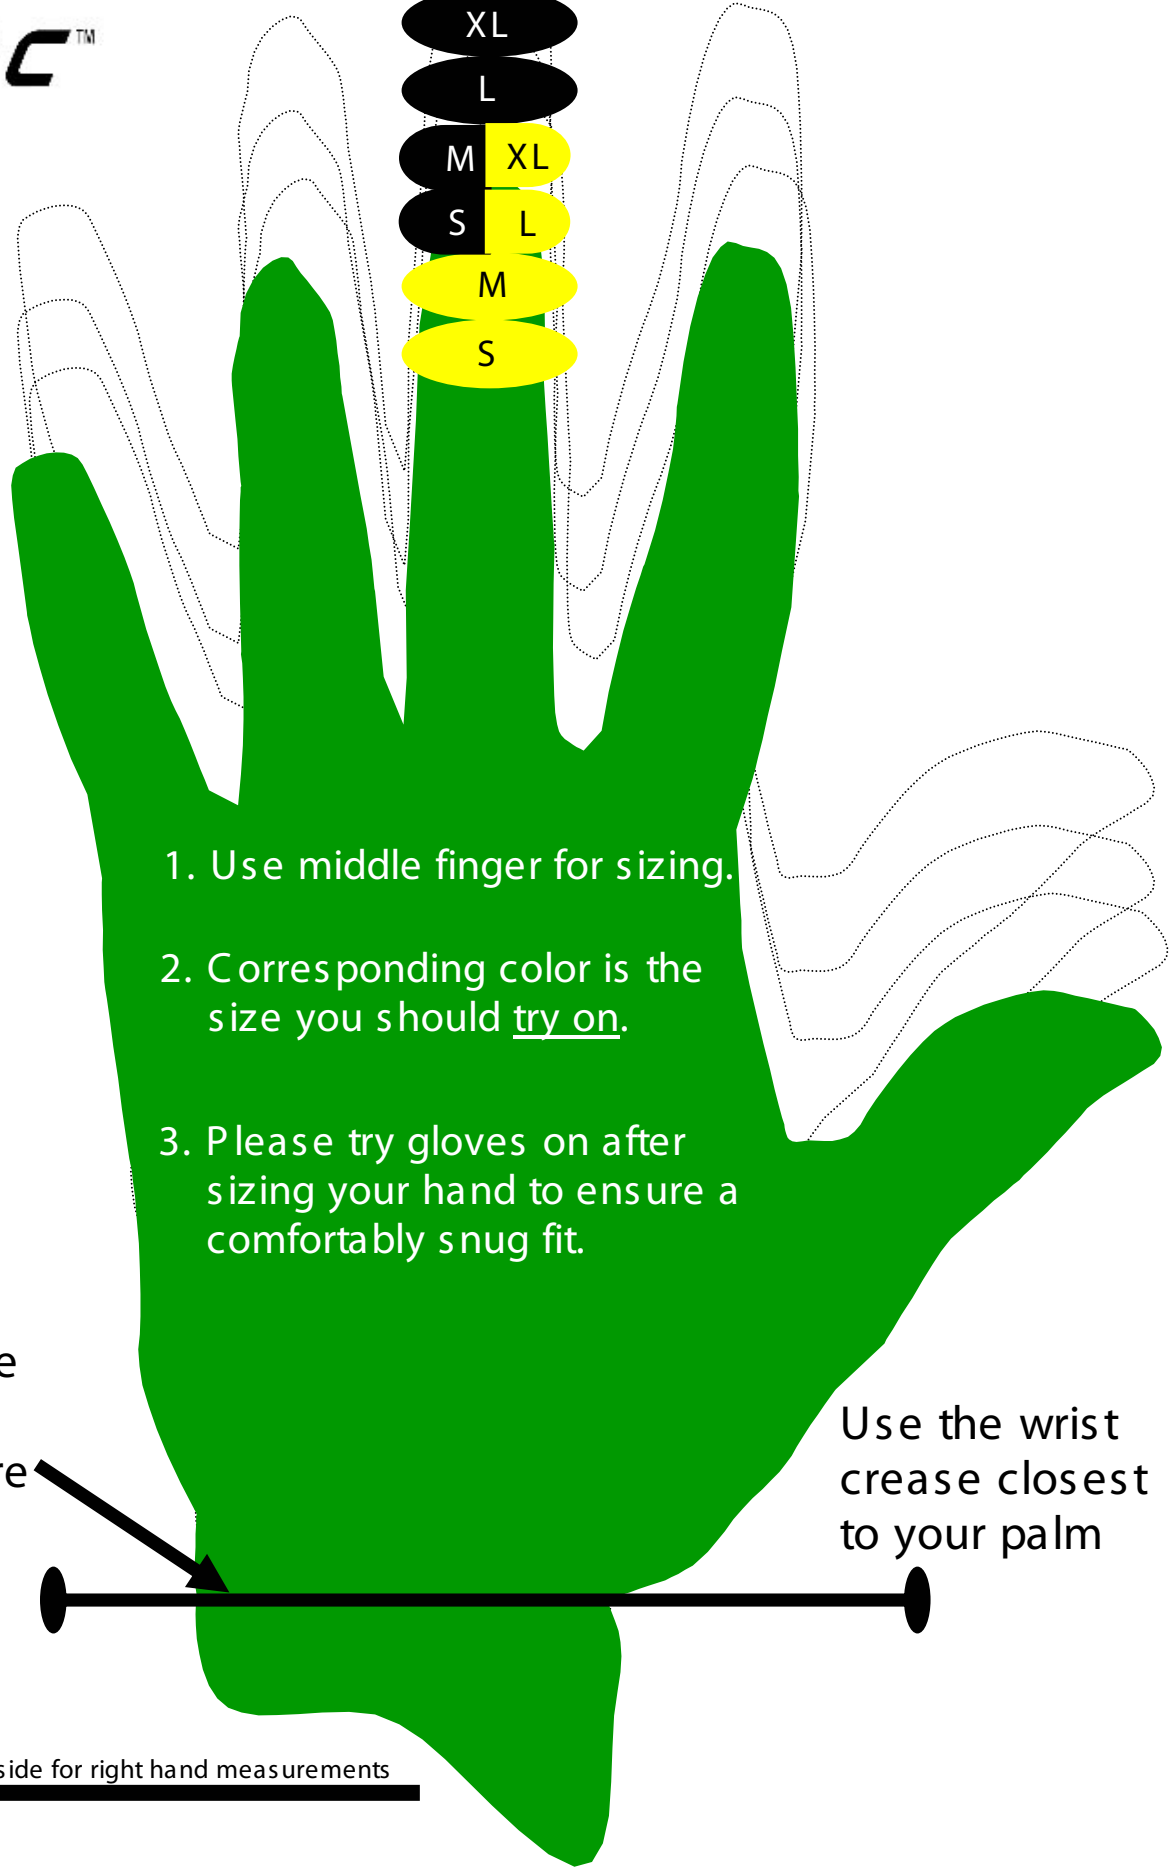 C™
XL
L
M XL
S L
M
S
1. Use middle finger for sizing.
2. Corresponding color is the
size you should try on.
3. Please try gloves on after
sizing your hand to ensure a
comfortably snug fit.
e
re
Use the wrist
crease closest
to your palm
side for right hand measurements